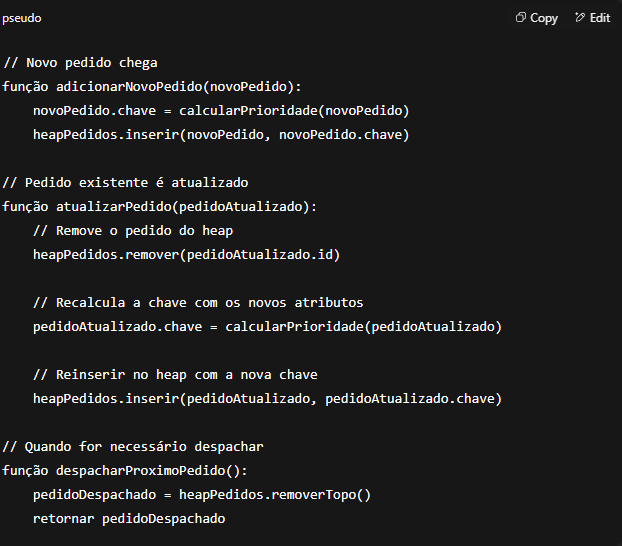 pseudo
Copy
Edit
// Novo pedido chega
função adicionarNovoPedido(novoPedido):
    novoPedido.chave = calcularPrioridade(novoPedido)
    heapPedidos.inserir(novoPedido, novoPedido.chave)
// Pedido existente é atualizado
função atualizarPedido(pedidoAtualizado):
    // Remove o pedido do heap
    heapPedidos.remover(pedidoAtualizado.id)
    // Recalcula a chave com os novos atributos
    pedidoAtualizado.chave = calcularPrioridade(pedidoAtualizado)
    // Reinserir no heap com a nova chave
    heapPedidos.inserir(pedidoAtualizado, pedidoAtualizado.chave)
// Quando for necessário despachar
função despacharProximoPedido():
    pedidoDespachado = heapPedidos.removerTopo()
    retornar pedidoDespachado